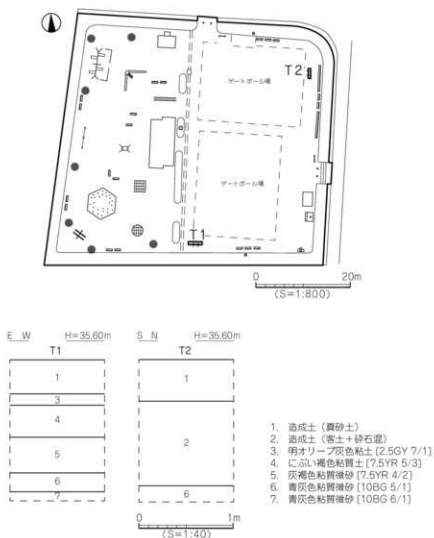 T2
ゲートボール場
ゲートボール場
T1
0 20m
(S=1:800)
E W H=35.60m S N H=35.60m
T1 T2
1 1
3
4
2
5
6 6
7
1. 造成土（真砂土）
2. 造成土（客土＋砕石混）
3. 明オリーブ灰色粘土 [2.5GY 7/1]
4. にぶい褐色粘質土 [7.5YR 5/3]
5. 灰褐色粘質微砂 [7.5YR 4/2]
6. 青灰色粘質微砂 [10BG 5/1]
7. 青灰色粘質微砂 [10BG 6/1]
0 1m
(S=1:40)